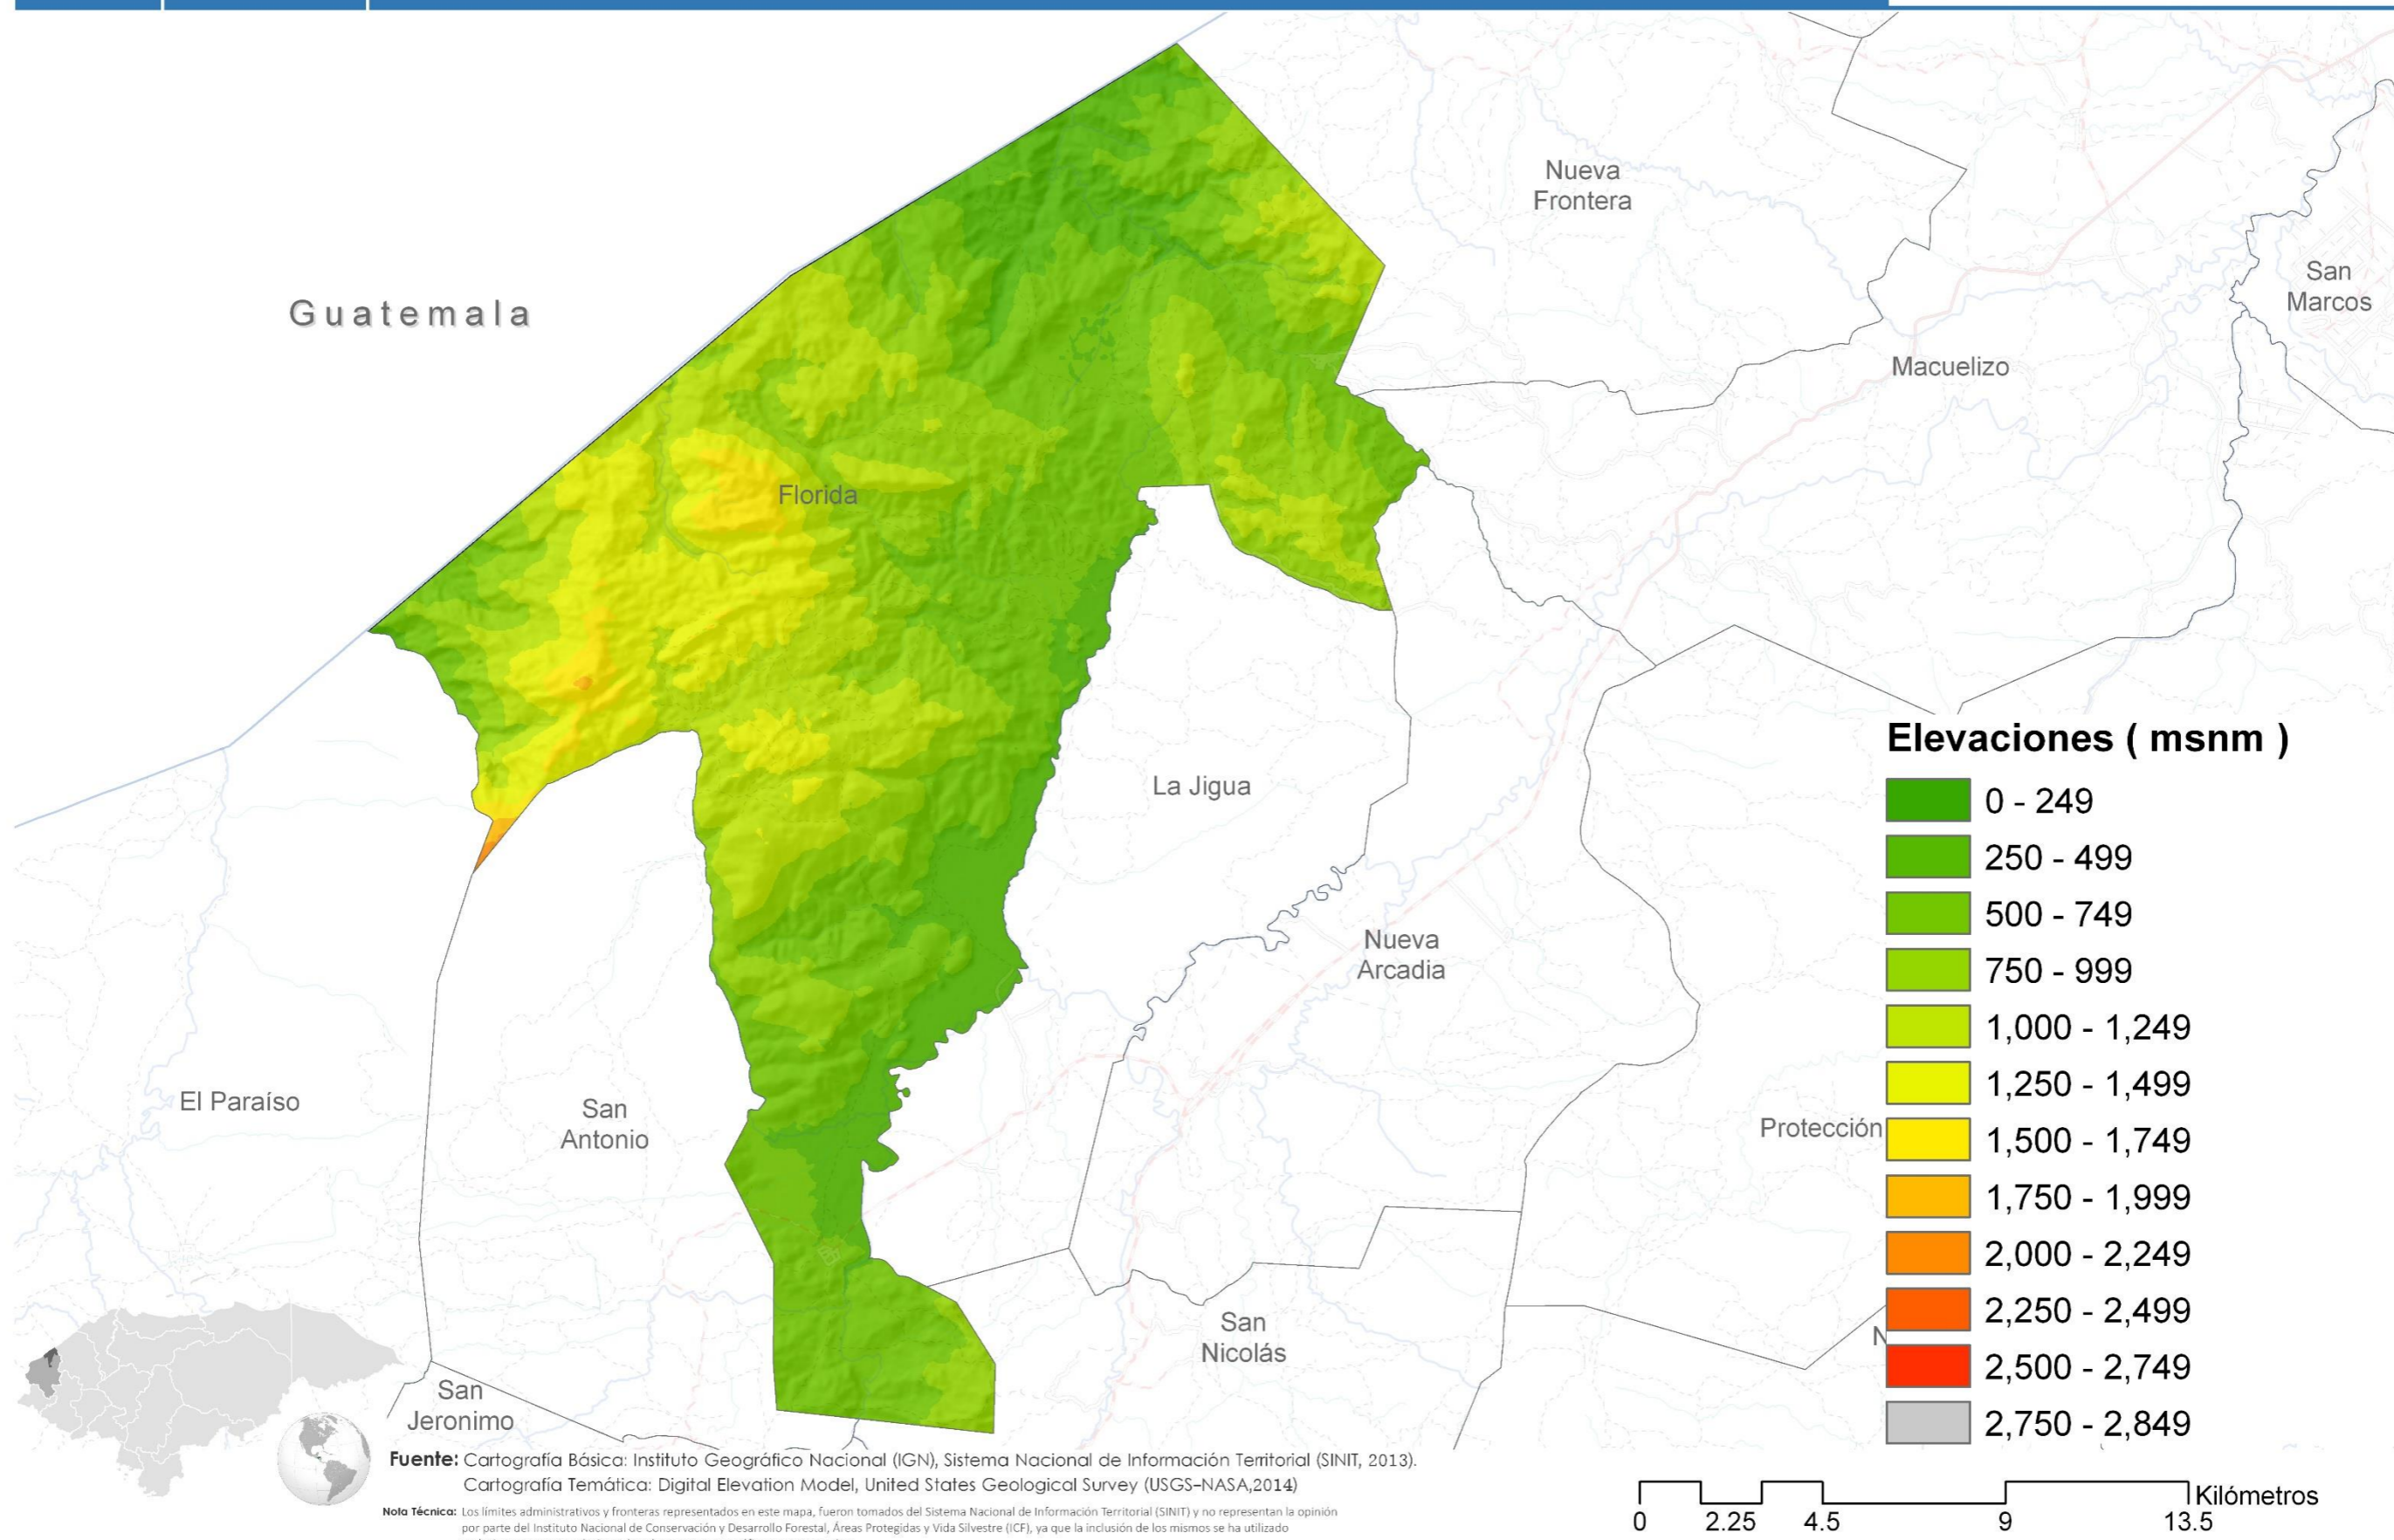 Guatemala
Nueva
Frontera
San
Marcos
Macuelizo
Florida
La Jigua
Nueva
Arcadia
El Paraíso
San
Antonio
Protección
San
Nicolás
San
Jeronimo
N
Elevaciones ( msnm )
0 - 249
250 - 499
500 - 749
750 - 999
1,000 - 1,249
1,250 - 1,499
1,500 - 1,749
1,750 - 1,999
2,000 - 2,249
2,250 - 2,499
2,500 - 2,749
2,750 - 2,849
Fuente: Cartografía Básica: Instituto Geográfico Nacional (IGN), Sistema Nacional de Información Territorial (SINIT, 2013).
Cartografía Temática: Digital Elevation Model, United States Geological Survey (USGS-NASA,2014)
Nota Técnica: Los límites administrativos y fronteras representados en este mapa, fueron tomados del Sistema Nacional de Información Territorial (SINIT) y no representan la opinión
por parte del Instituto Nacional de Conservación y Desarrollo Forestal, Áreas Protegidas y Vida Silvestre (ICF), ya que la inclusión de los mismos se ha utilizado
Kilómetros
0 2.25 4.5 9 13.5